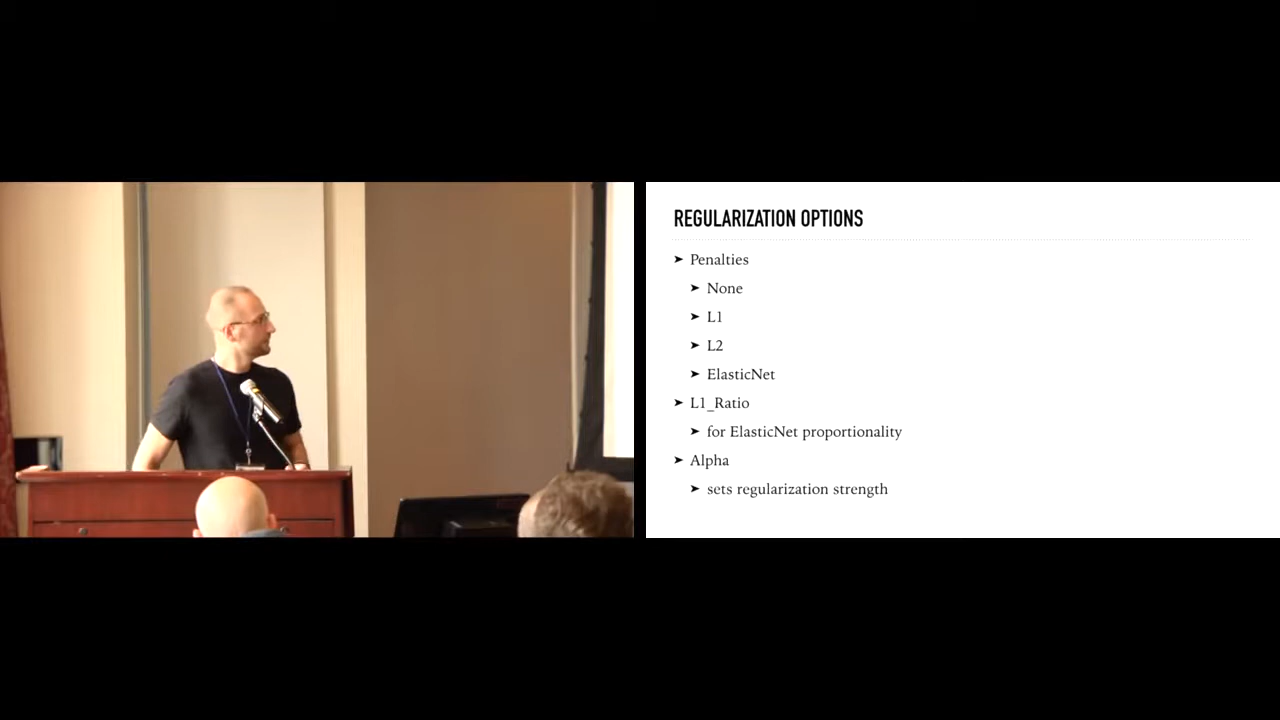 REGULARIZATION OPTIONS
➤ Penalties
➤ None
➤ L1
➤ L2
➤ ElasticNet
➤ L1_Ratio
➤ for ElasticNet proportionality
➤ Alpha
➤ sets regularization strength